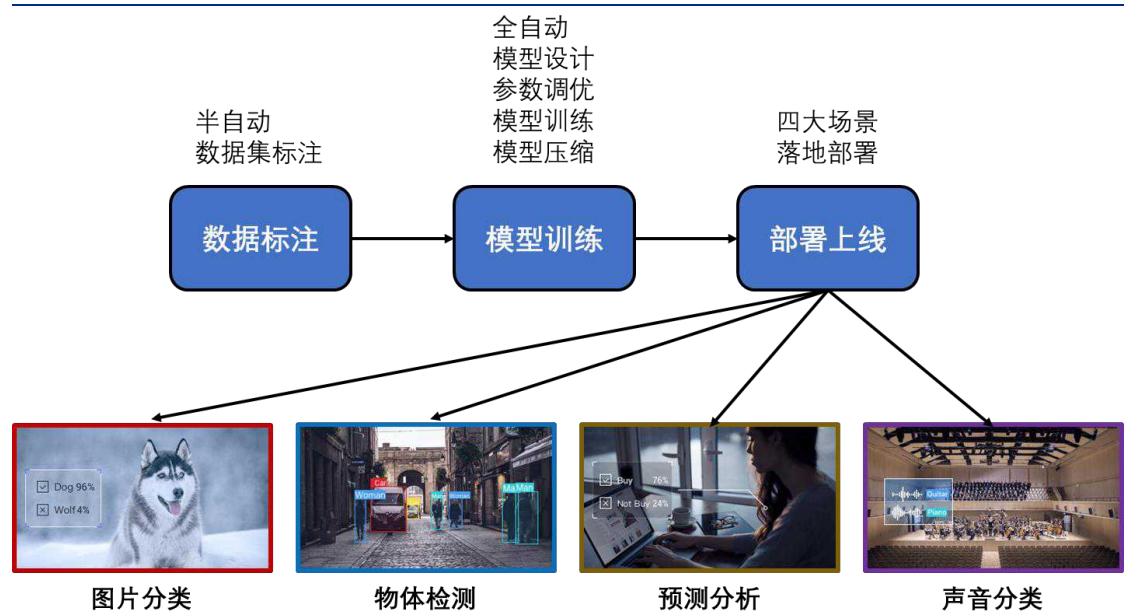 全自动
模型设计
参数调优
模型训练
模型压缩
半自动
数据集标注
四大场景
落地部署
数据标注
模型训练
部署上线
Dog 96%
Wolf 4%
Car
Woman
Man
Woman
Ma
Man
Buy 76%
Not Buy 24%
Guitar
Piano
图片分类
物体检测
预测分析
声音分类